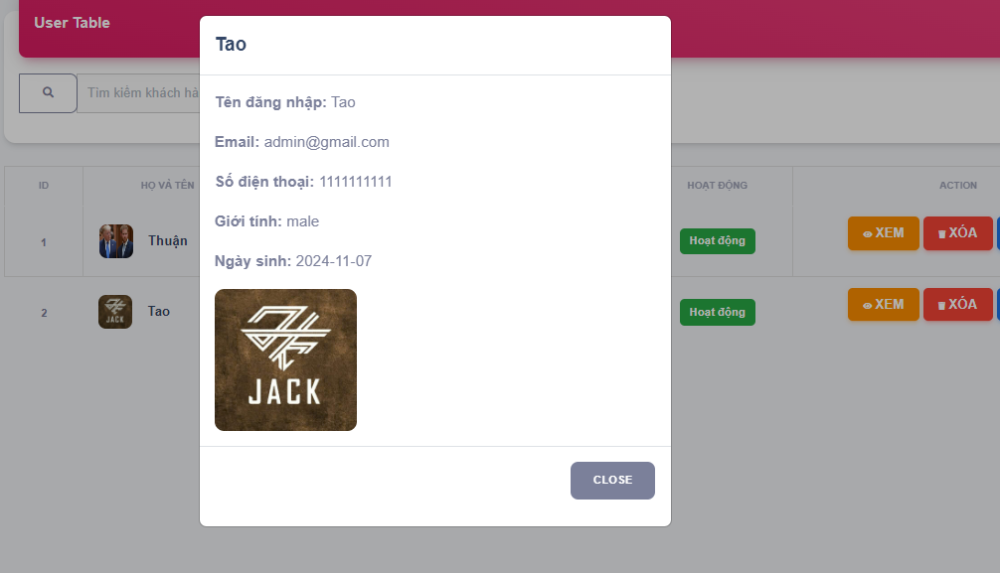 User Table
Tao
Tìm kiếm khách hà
Tên đăng nhập: Tao
Email: admin@gmail.com
Số điện thoại: 1111111111
Giới tính: male
Ngày sinh: 2024-11-07
JACK
CLOSE
ID
HỌ VÀ TÊN
HOẠT ĐỘNG
ACTION
1
Thuận
Hoạt động
XEM
XÓA
2
JACK
Tao
Hoạt động
XEM
XÓA